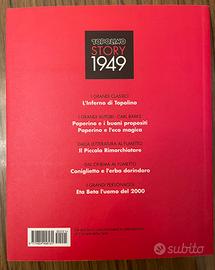 TOPOLINO
STORY
1949
I GRANDI CLASSICI
L'Inferno di Topolino
I GRANDI AUTORI: CARL BARKS
Paperino e i buoni propositi
Paperino e l'eco magica
DALLA LETTERATURA AL FUMETTO
Il Piccolo Rimorchiatore
DAL CINEMA AL FUMETTO
Coniglietto e l'erba dorindaro
I GRANDI PERSONAGGI
Eta Beta l'uomo del 2000
subito